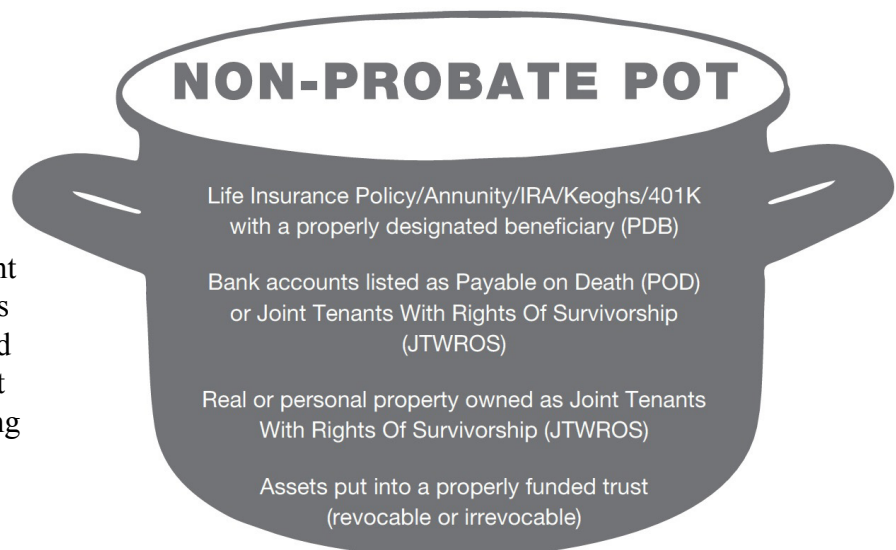 NON-PROBATE POT
Life Insurance Policy/Annunity/IRA/Keoghs/401K
with a properly designated beneficiary (PDB)
Bank accounts listed as Payable on Death (POD)
or Joint Tenants With Rights Of Survivorship
(JTWROS)
Real or personal property owned as Joint Tenants
With Rights Of Survivorship (JTWROS)
Assets put into a properly funded trust
(revocable or irrevocable)